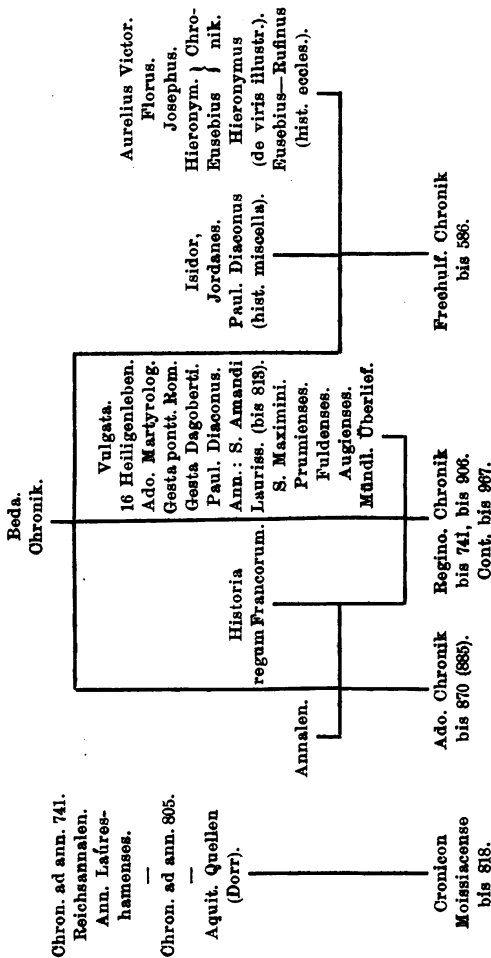 Beda.
Chronik.
Chron. ad ann. 741.
Reichsannalen.
Ann. Laures-
hamenses.
—
Chron. ad ann. 805.
—
Aquit. Quellen
(Dorr).
Cronicon
Moissiacense
bis 818.
Annalen.
Historia
regum Francorum.
Ado. Chronik
bis 870 (885).
Vulgata.
16 Heiligenleben.
Ado. Martyrolog.
Gesta pontt. Rom.
Gesta Dagoberti.
Paul. Diaconus.
Ann.: S. Amandi
Lauriss. (bis 813).
S. Maximini.
Prumienses.
Fuldenses.
Augienses.
Mündl. Überlief.
Regino. Chronik
bis 741, bis 906.
Cont. bis 967.
Isidor,
Jordanes.
Paul. Diaconus
(hist. miscella).
Aurelius Victor.
Florus.
Josephus.
Hieronym. } Chro-
Eusebius } nik.
Hieronymus
(de viris illustr.).
Eusebius—Rufinus
(hist. eccles.).
Frechulf. Chronik
bis 586.